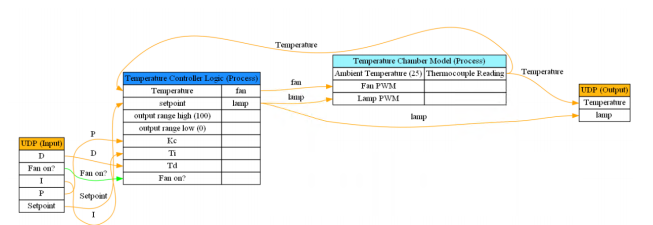 Temperature
Temperature Chamber Model (Process)
Ambient Temperature (25) Thermocouple Reading
Fan PWM
Lamp PWM
Temperature
UDP (Output)
Temperature
lamp
Temperature Controller Logic (Process)
Temperature fan
setpoint lamp
output range high (100)
output range low (0)
Kc
Ti
Td
Fan on?
fan
lamp
lamp
UDP (Input)
D
Fan on?
I
P
Setpoint
P
Fan on?
Setpoint
I